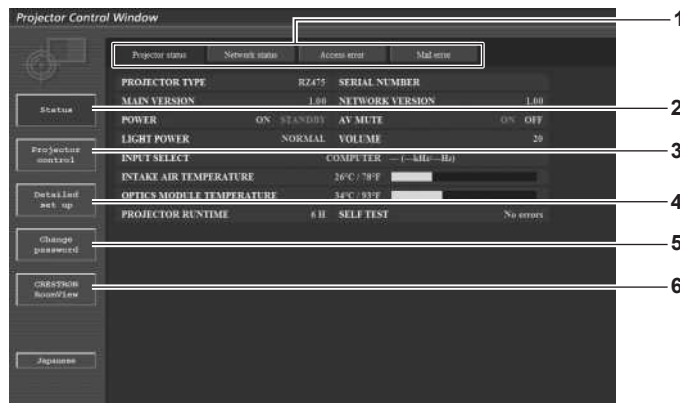 Projector Control Window
1
Projector status Network status Access error Mail error
PROJECTOR TYPE RZ475 SERIAL NUMBER
MAIN VERSION 1.00 NETWORK VERSION 1.00
Status
2
POWER ON STANDBY AV MUTE ON OFF
LIGHT POWER NORMAL VOLUME 20
Projector control
3
INPUT SELECT COMPUTER — (—kHz—Hz)
INTAKE AIR TEMPERATURE 26°C / 78°F
OPTICS MODULE TEMPERATURE 34°C / 93°F
Detailed set up
4
PROJECTOR RUNTIME 6 H SELF TEST No errors
Change password
5
CRESTRON RoomView
6
Japanese